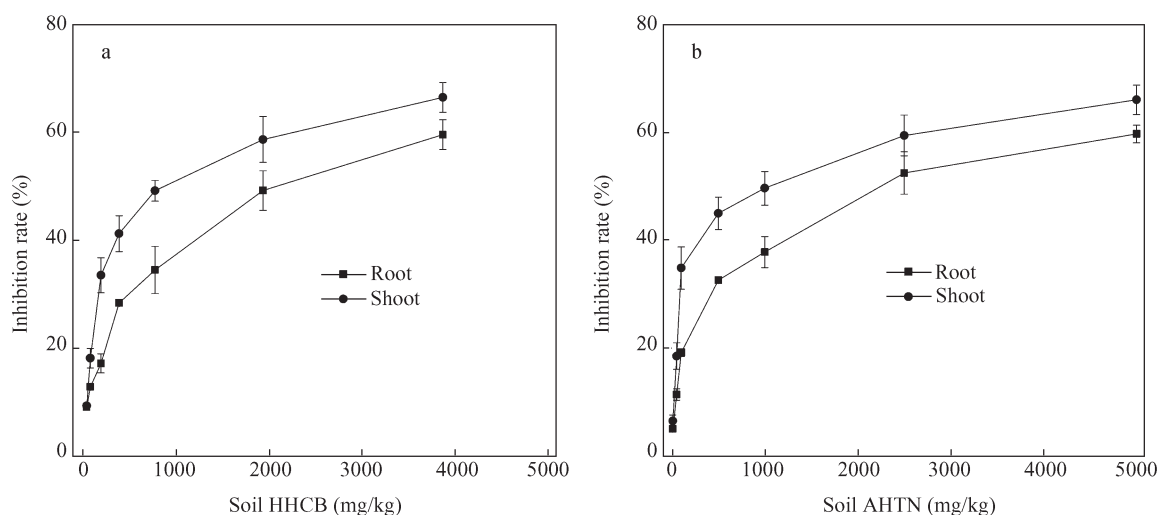 a
80
60
40
20
0
Inhibition rate (%)
Root
Shoot
0 1000 2000 3000 4000 5000
Soil HHCB (mg/kg)
b
80
60
40
20
0
Inhibition rate (%)
Root
Shoot
0 1000 2000 3000 4000 5000
Soil AHTN (mg/kg)